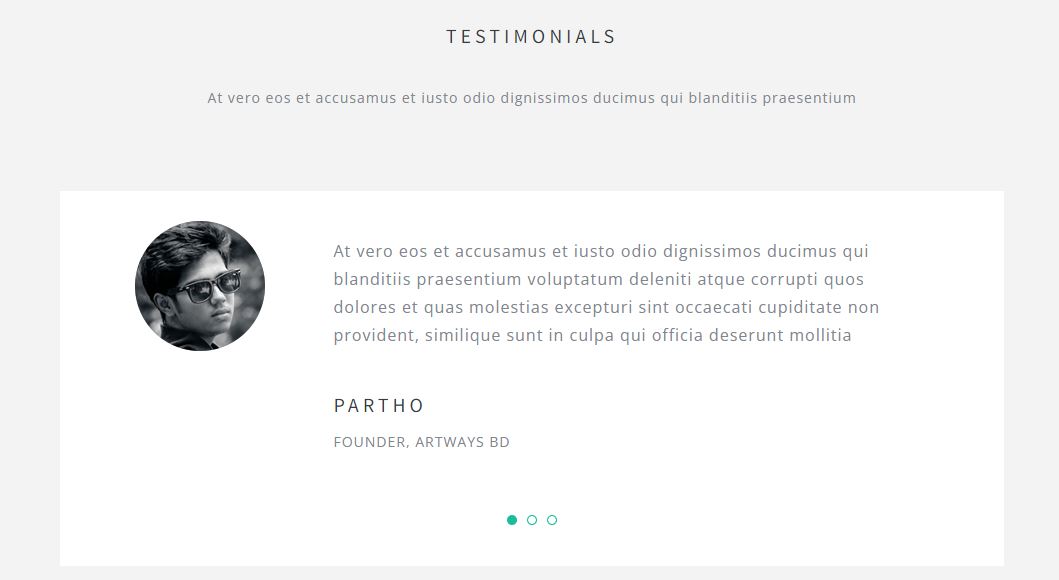 TESTIMONIALS
At vero eos et accusamus et iusto odio dignissimos ducimus qui blanditiis praesentium
At vero eos et accusamus et iusto odio dignissimos ducimus qui
blanditiis praesentium voluptatum deleniti atque corrupti quos
dolores et quas molestias excepturi sint occaecati cupiditate non
provident, similique sunt in culpa qui officia deserunt mollitia
PARTHO
FOUNDER, ARTWAYS BD